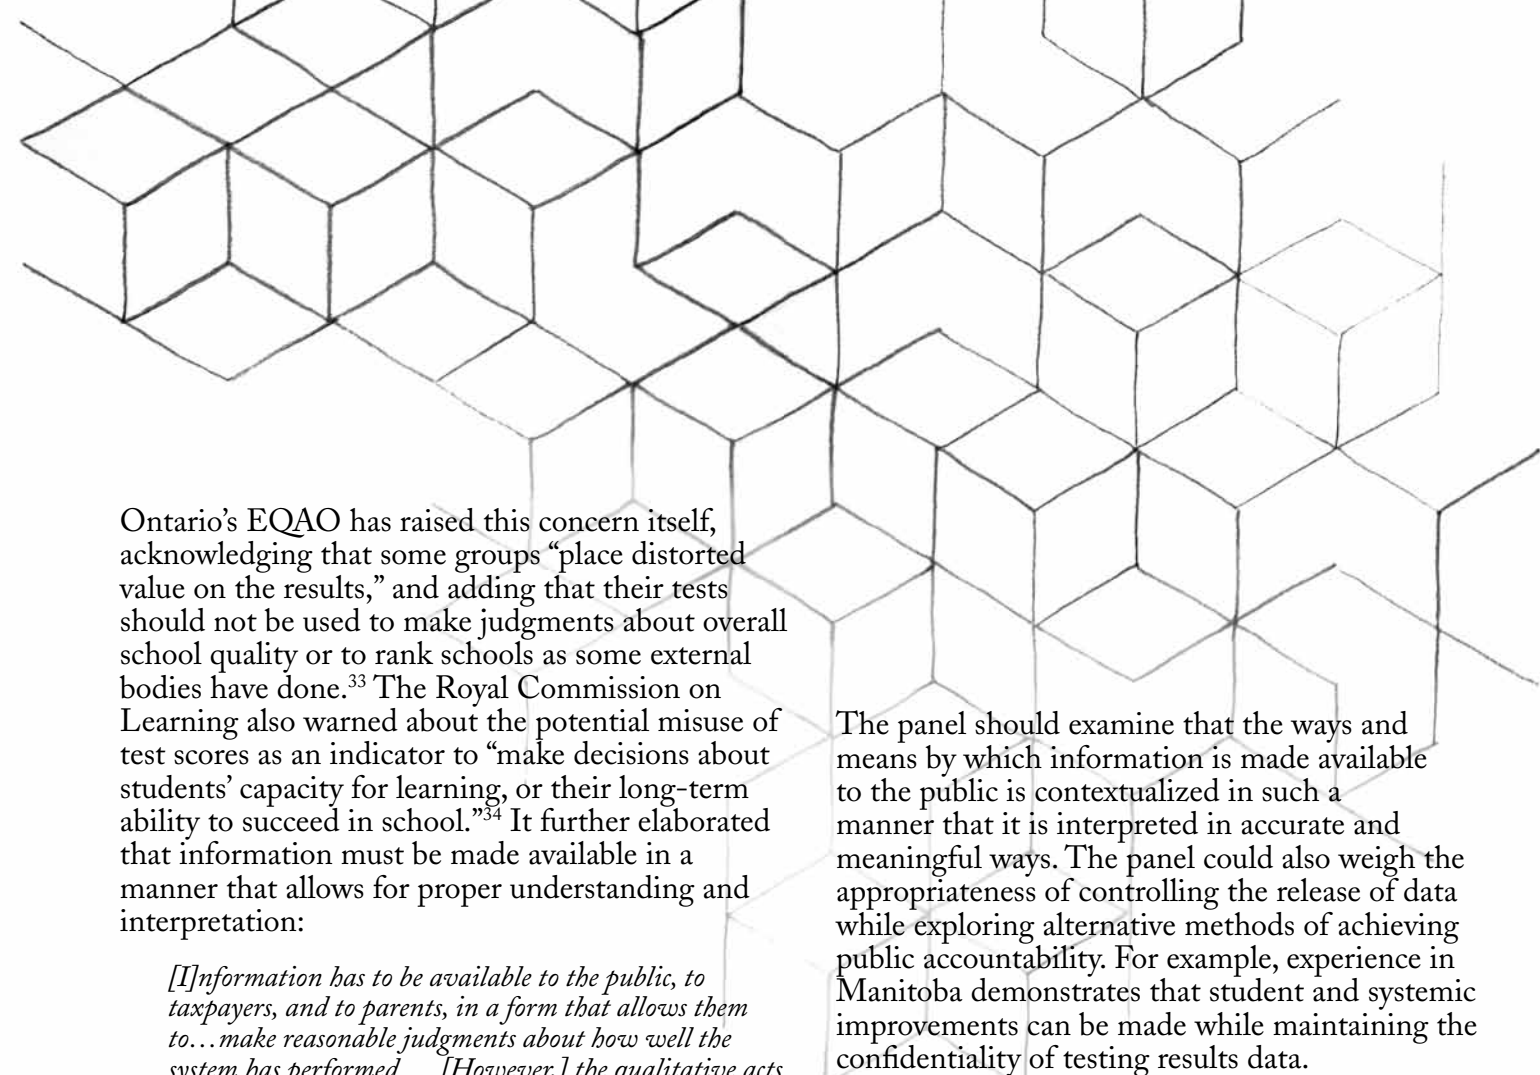 Ontario’s EQAO has raised this concern itself,
acknowledging that some groups “place distorted
value on the results,” and adding that their tests
should not be used to make judgments about overall
school quality or to rank schools as some external
bodies have done.33 The Royal Commission on
Learning also warned about the potential misuse of
test scores as an indicator to “make decisions about
students’ capacity for learning, or their long-term
ability to succeed in school.”34 It further elaborated
that information must be made available in a
manner that allows for proper understanding and
interpretation:
[I]nformation has to be available to the public, to
taxpayers, and to parents, in a form that allows them
to…make reasonable judgments about how well the
system has performed.… [However,] the qualitative acts
The panel should examine that the ways and
means by which information is made available
to the public is contextualized in such a
manner that it is interpreted in accurate and
meaningful ways. The panel could also weigh the
appropriateness of controlling the release of data
while exploring alternative methods of achieving
public accountability. For example, experience in
Manitoba demonstrates that student and systemic
improvements can be made while maintaining the
confidentiality of testing results data.